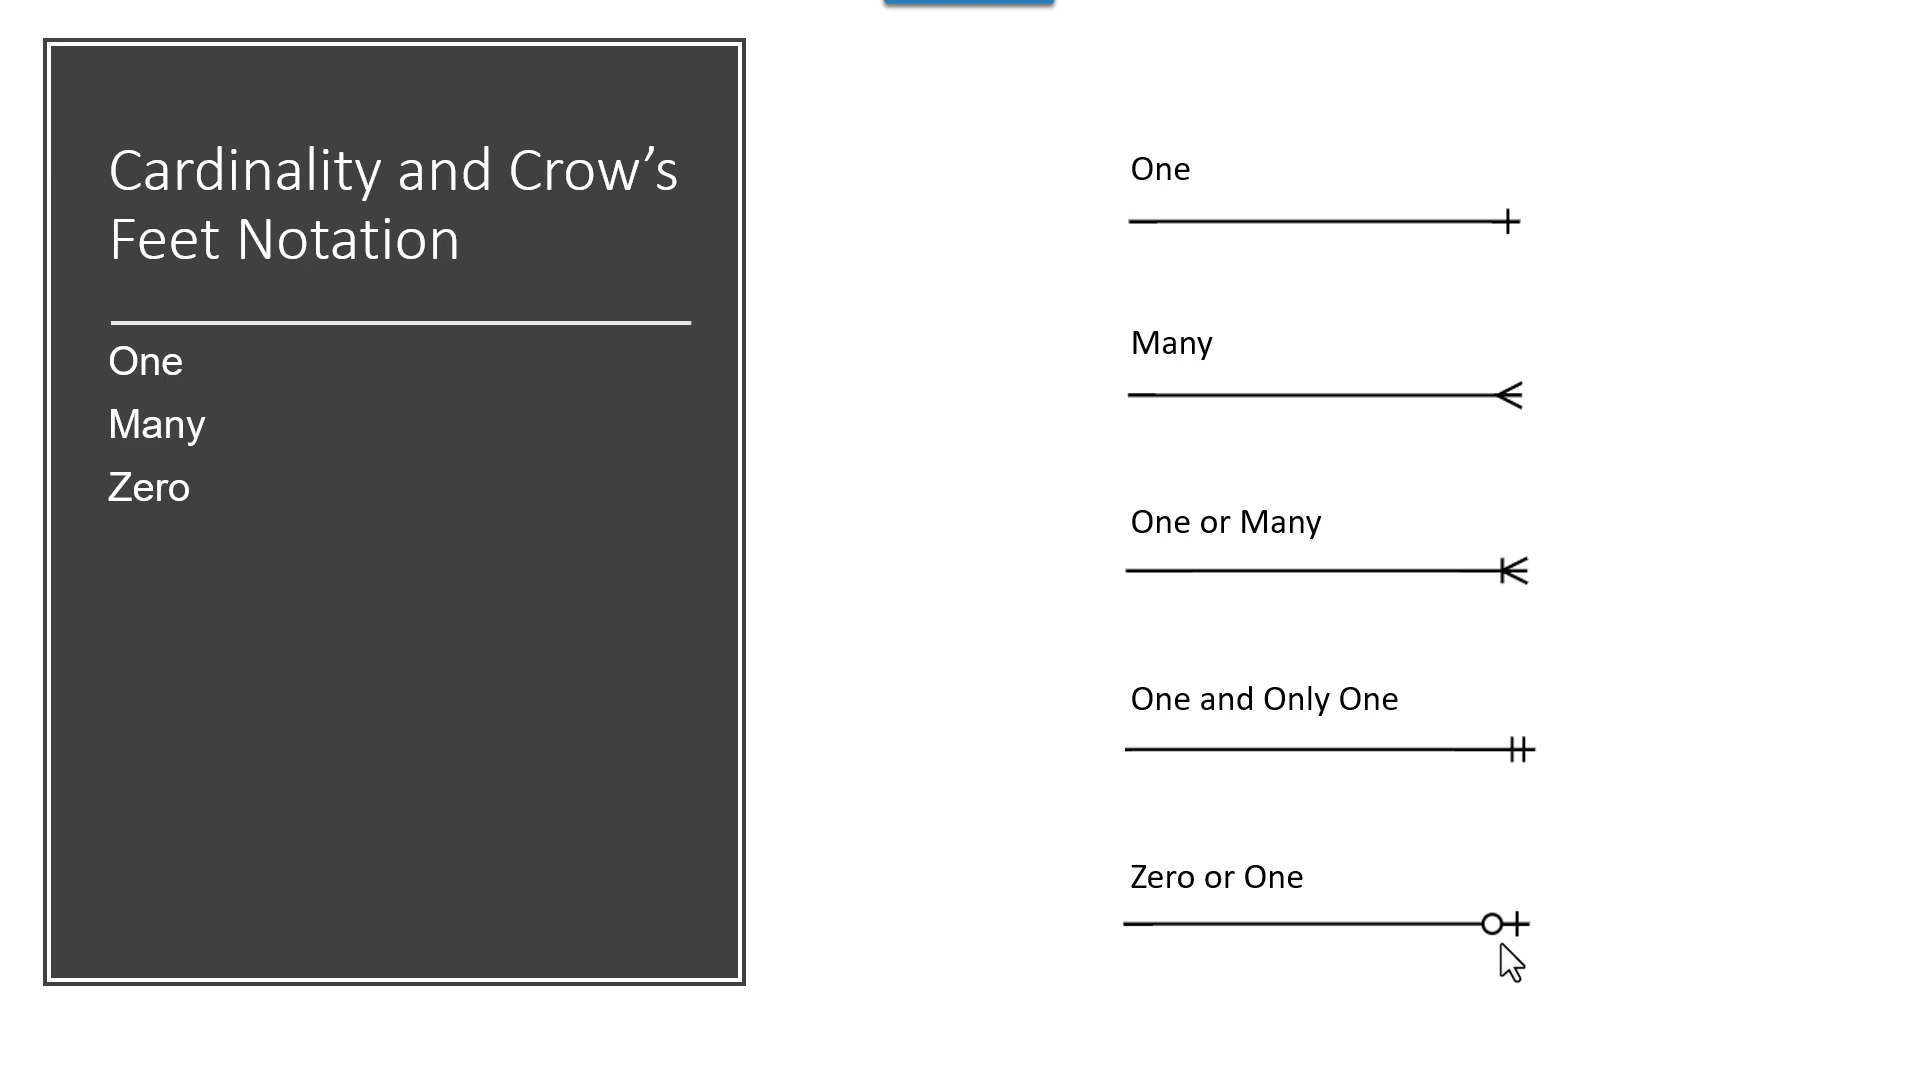 Cardinality and Crow’s
Feet Notation
One
Many
Zero
One
Many
One or Many
One and Only One
Zero or One